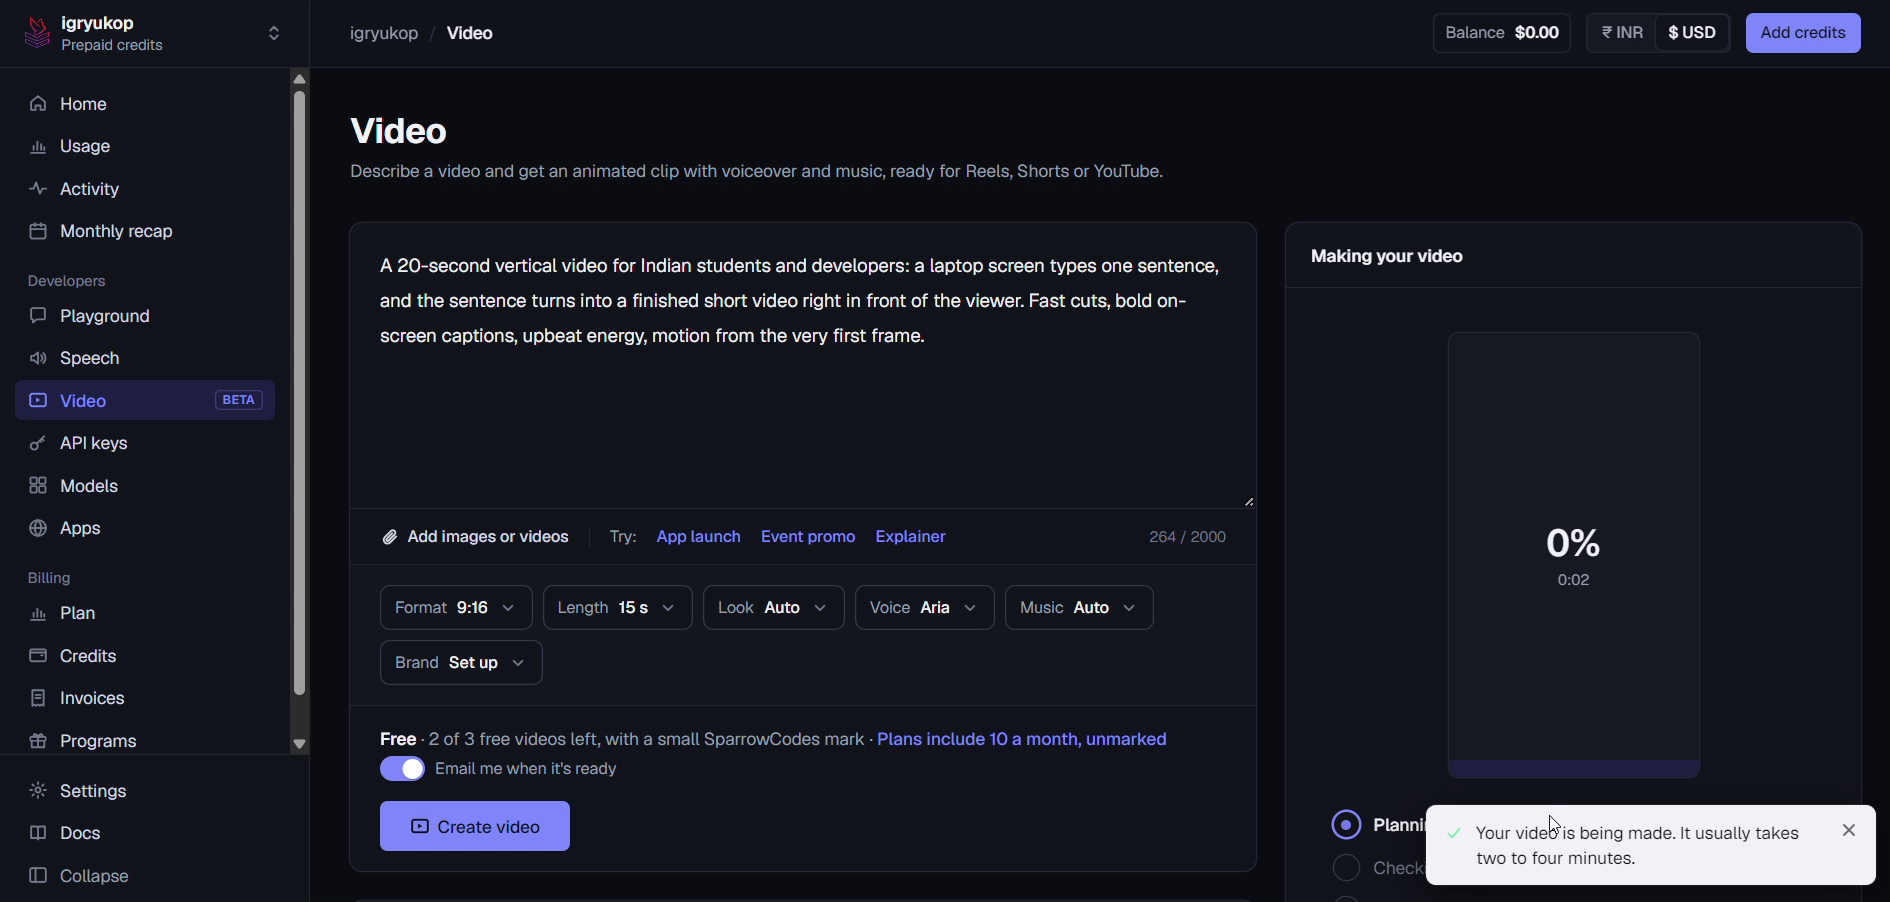 igryukop
Prepaid credits
igryukop / Video
Balance $0.00
₹ INR
$ USD
Add credits
Home
Usage
Activity
Monthly recap
Developers
Playground
Speech
Video BETA
API keys
Models
Apps
Billing
Plan
Credits
Invoices
Programs
Settings
Docs
Collapse
Video
Describe a video and get an animated clip with voiceover and music, ready for Reels, Shorts or YouTube.
A 20-second vertical video for Indian students and developers: a laptop screen types one sentence,
and the sentence turns into a finished short video right in front of the viewer. Fast cuts, bold on-
screen captions, upbeat energy, motion from the very first frame.
Add images or videos
Try: App launch Event promo Explainer
264 / 2000
Format 9:16
Length 15 s
Look Auto
Voice Aria
Music Auto
Brand Set up
Free · 2 of 3 free videos left, with a small SparrowCodes mark · Plans include 10 a month, unmarked
Email me when it's ready
Create video
Making your video
0%
0:02
Your video is being made. It usually takes
two to four minutes.